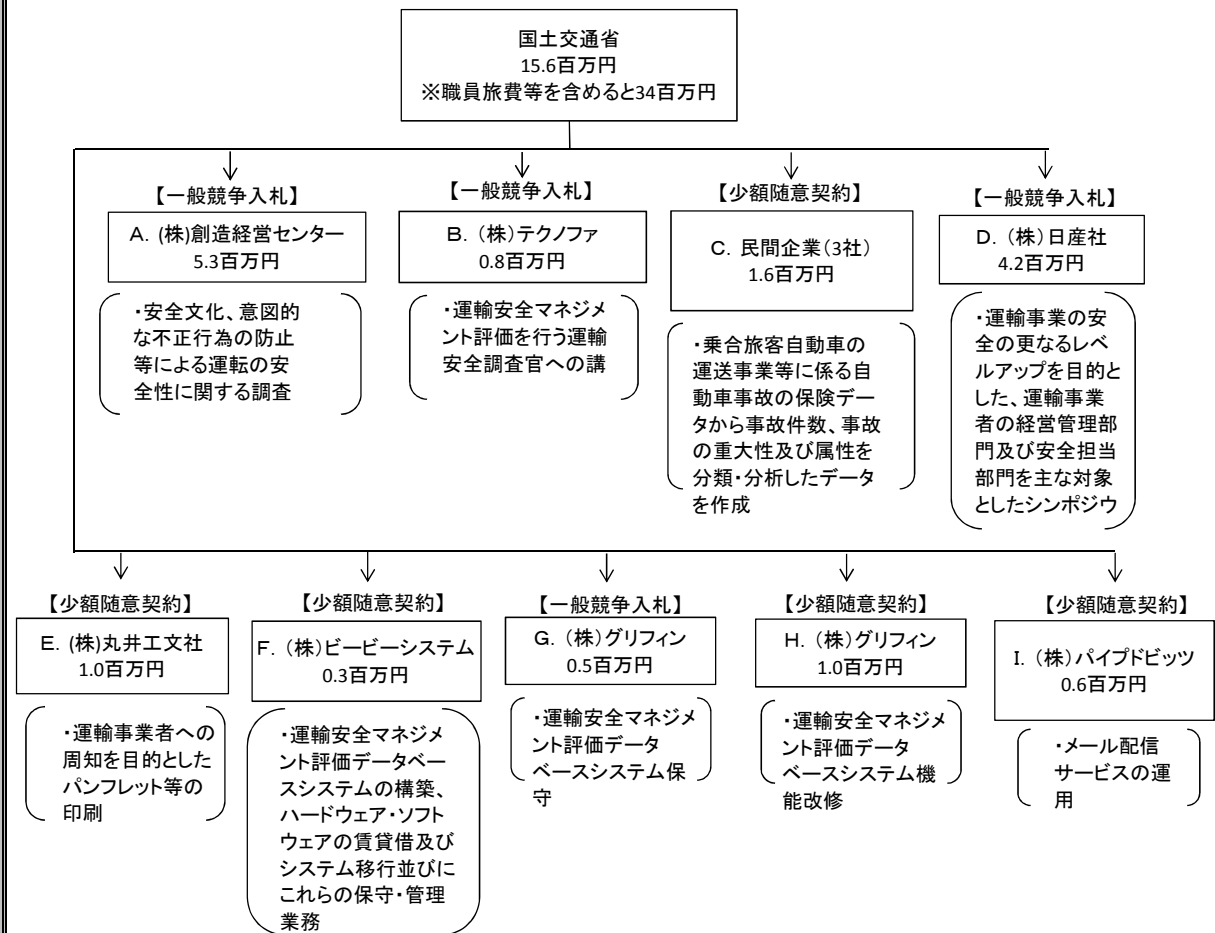 国土交通省
15.6百万円
※職員旅費等を含めると34百万円
【一般競争入札】
A. (株)創造経営センター
5.3百万円
・安全文化、意図的
な不正行為の防止
等による運転の安
全性に関する調査
【一般競争入札】
B. （株）テクノファ
0.8百万円
・運輸安全マネジメ
ント評価を行う運輸
安全調査官への講
【少額随意契約】
C. 民間企業（3社）
1.6百万円
・乗合旅客自動車の
運送事業等に係る自
動車事故の保険デー
タから事故件数、事故
の重大性及び属性を
分類・分析したデータ
を作成
【一般競争入札】
D. （株）日産社
4.2百万円
・運輸事業の安
全の更なるレベ
ルアップを目的と
した、運輸事業
者の経営管理部
門及び安全担当
部門を主な対象
としたシンポジウ
【少額随意契約】
E. (株)丸井工文社
1.0百万円
・運輸事業者への
周知を目的とした
パンフレット等の
印刷
【少額随意契約】
F. （株）ビービーシステム
0.3百万円
・運輸安全マネジメ
ント評価データベー
スシステムの構築、
ハードウェア・ソフト
ウェアの賃貸借及び
システム移行並びに
これらの保守・管理
業務
【一般競争入札】
G. （株）グリフィン
0.5百万円
・運輸安全マネジメ
ント評価データ
ベースシステム保
守
【少額随意契約】
H. （株）グリフィン
1.0百万円
・運輸安全マネジメ
ント評価データ
ベースシステム機
能改修
【少額随意契約】
I. （株）パイプドビッツ
0.6百万円
・メール配信
サービスの運
用